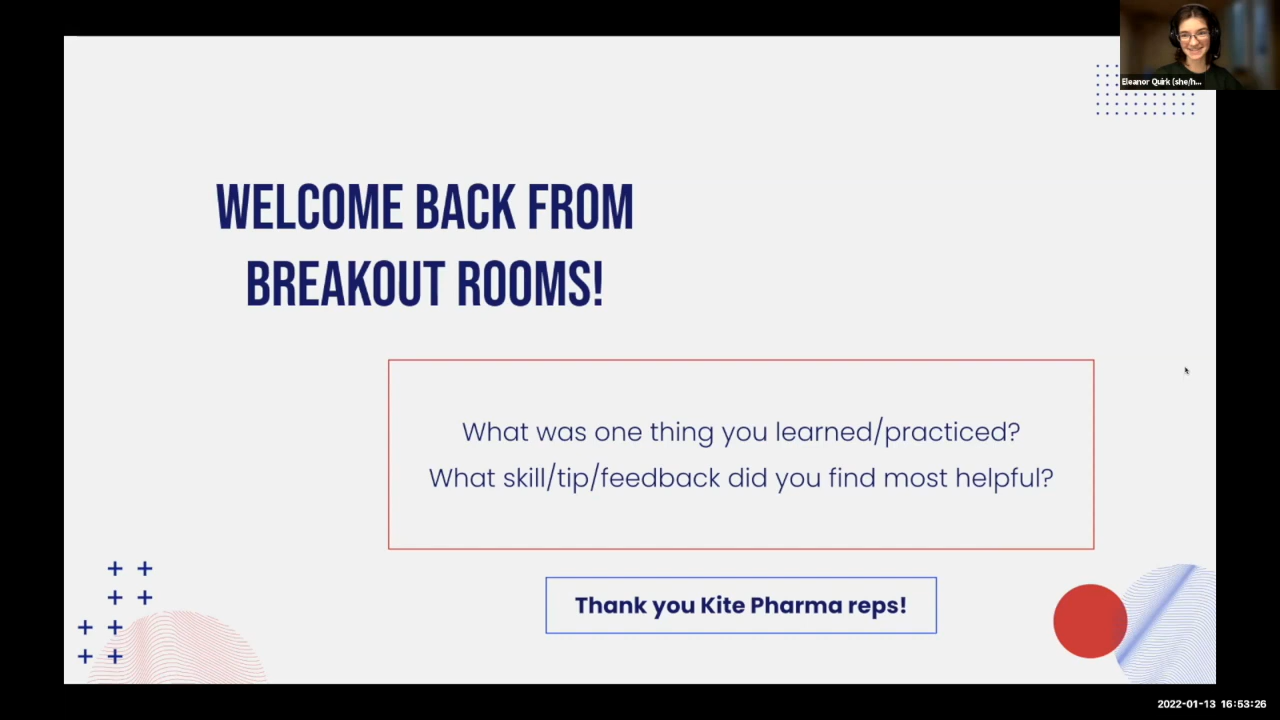 Eleanor Quirk (she/h...
WELCOME BACK FROM
BREAKOUT ROOMS!
What was one thing you learned/practiced?
What skill/tip/feedback did you find most helpful?
Thank you Kite Pharma reps!
2022-01-13 16:53:26